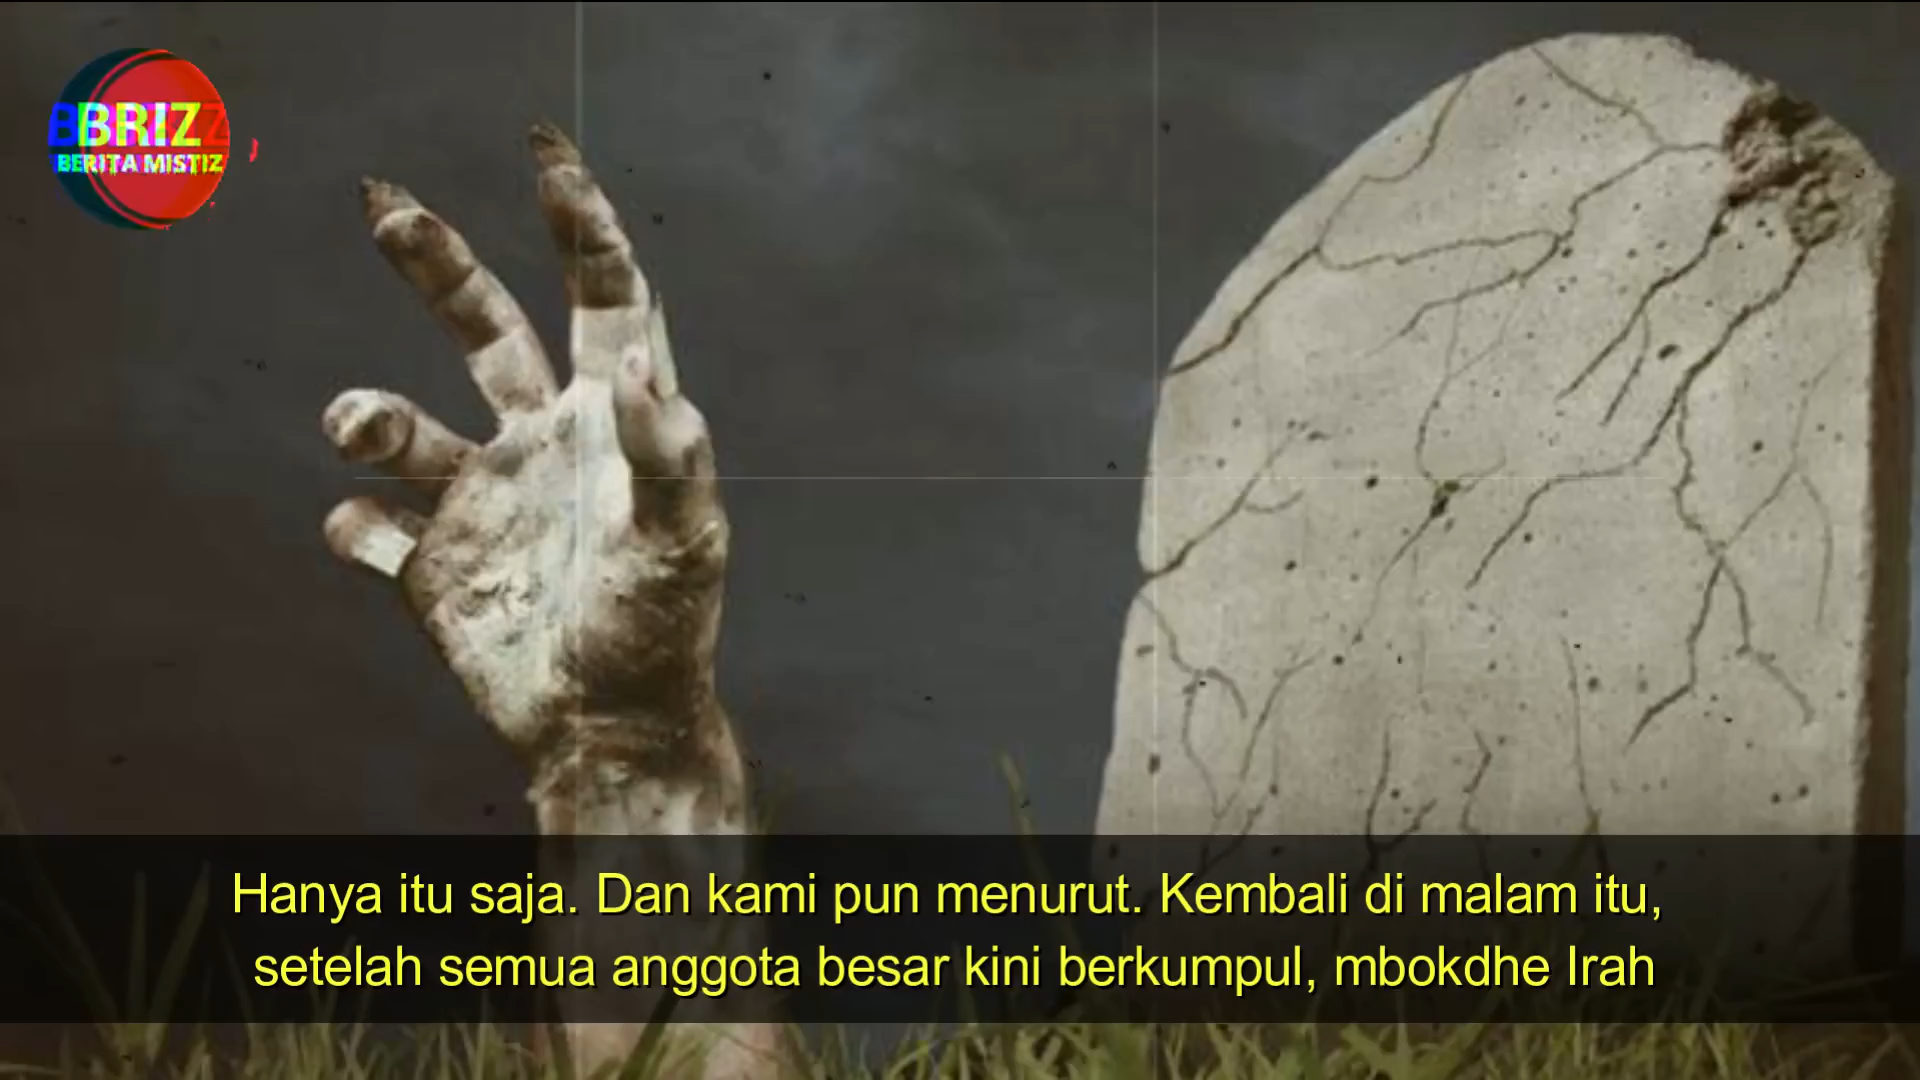 BRIZ
BERITA MISTIZ
Hanya itu saja. Dan kami pun menurut. Kembali di malam itu,
setelah semua anggota besar kini berkumpul, mbokdhe Irah